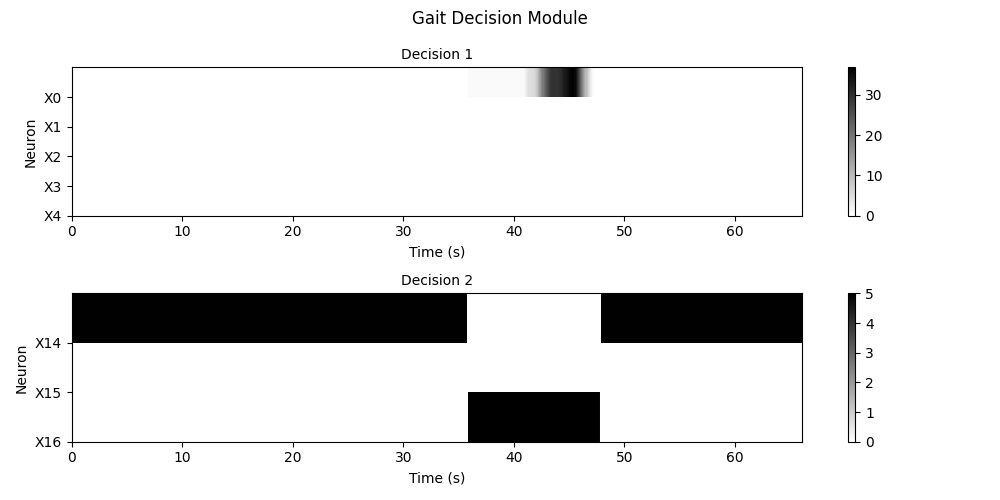 Gait Decision Module
Decision 1
Neuron
X0
X1
X2
X3
X4
0 10 20 30 40 50 60
Time (s)
30
20
10
0
Decision 2
Neuron
X14
X15
X16
0 10 20 30 40 50 60
Time (s)
5
4
3
2
1
0